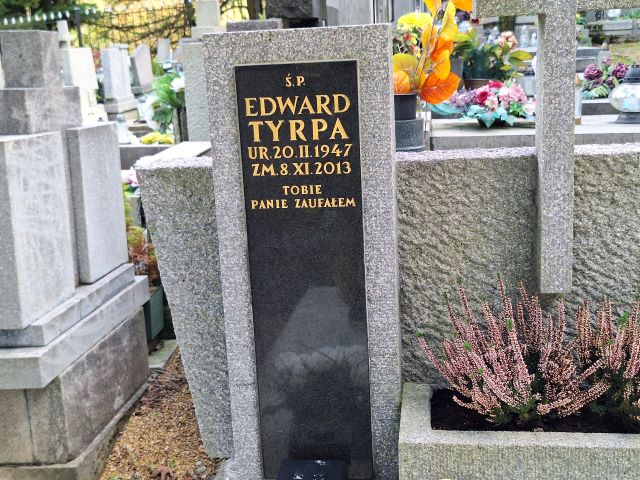 Ś.P.
EDWARD
TYRPA
UR.20.II.1947
ZM.8.XI.2013
TOBIE
PANIE ZAUFAŁEM